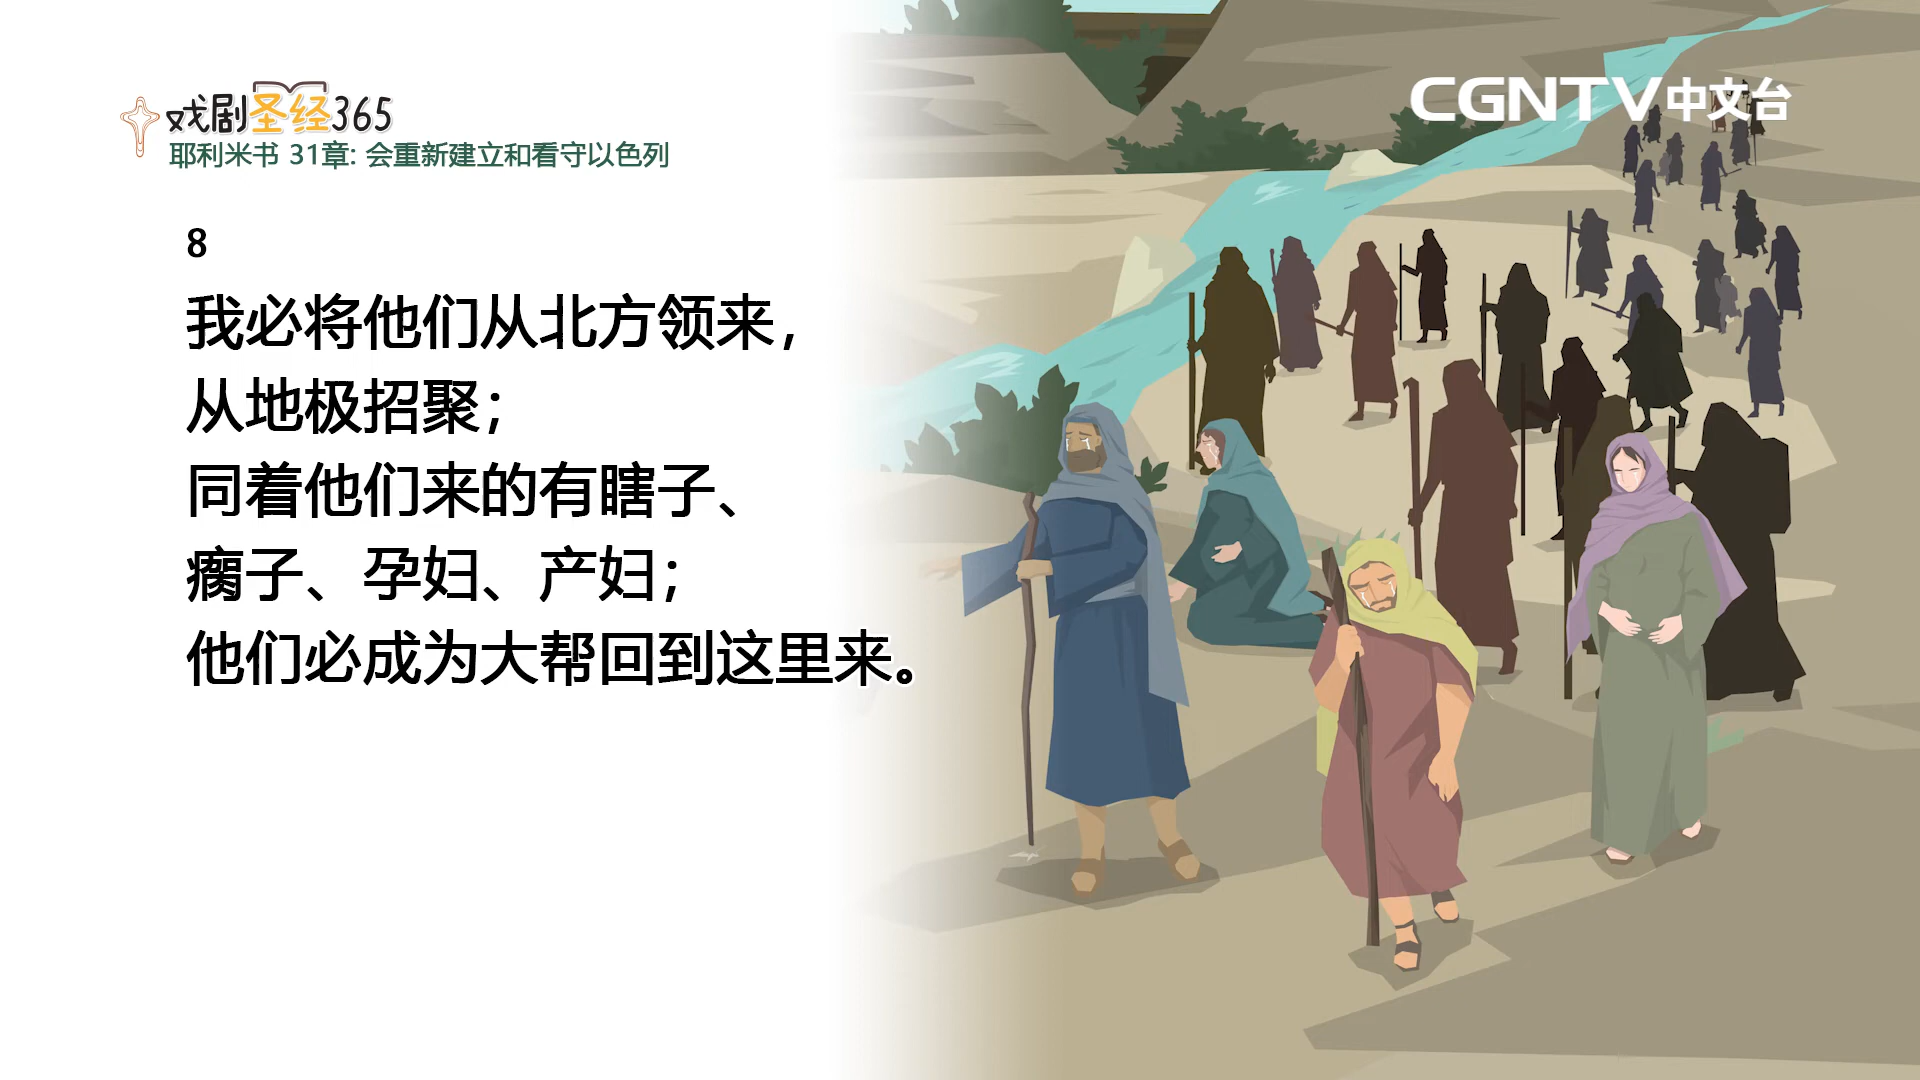 戏剧圣经365
CGNTV中文台
耶利米书 31章: 会重新建立和看守以色列
8
我必将他们从北方领来，
从地极招聚；
同着他们来的有瞎子、
瘸子、孕妇、产妇；
他们必成为大帮回到这里来。